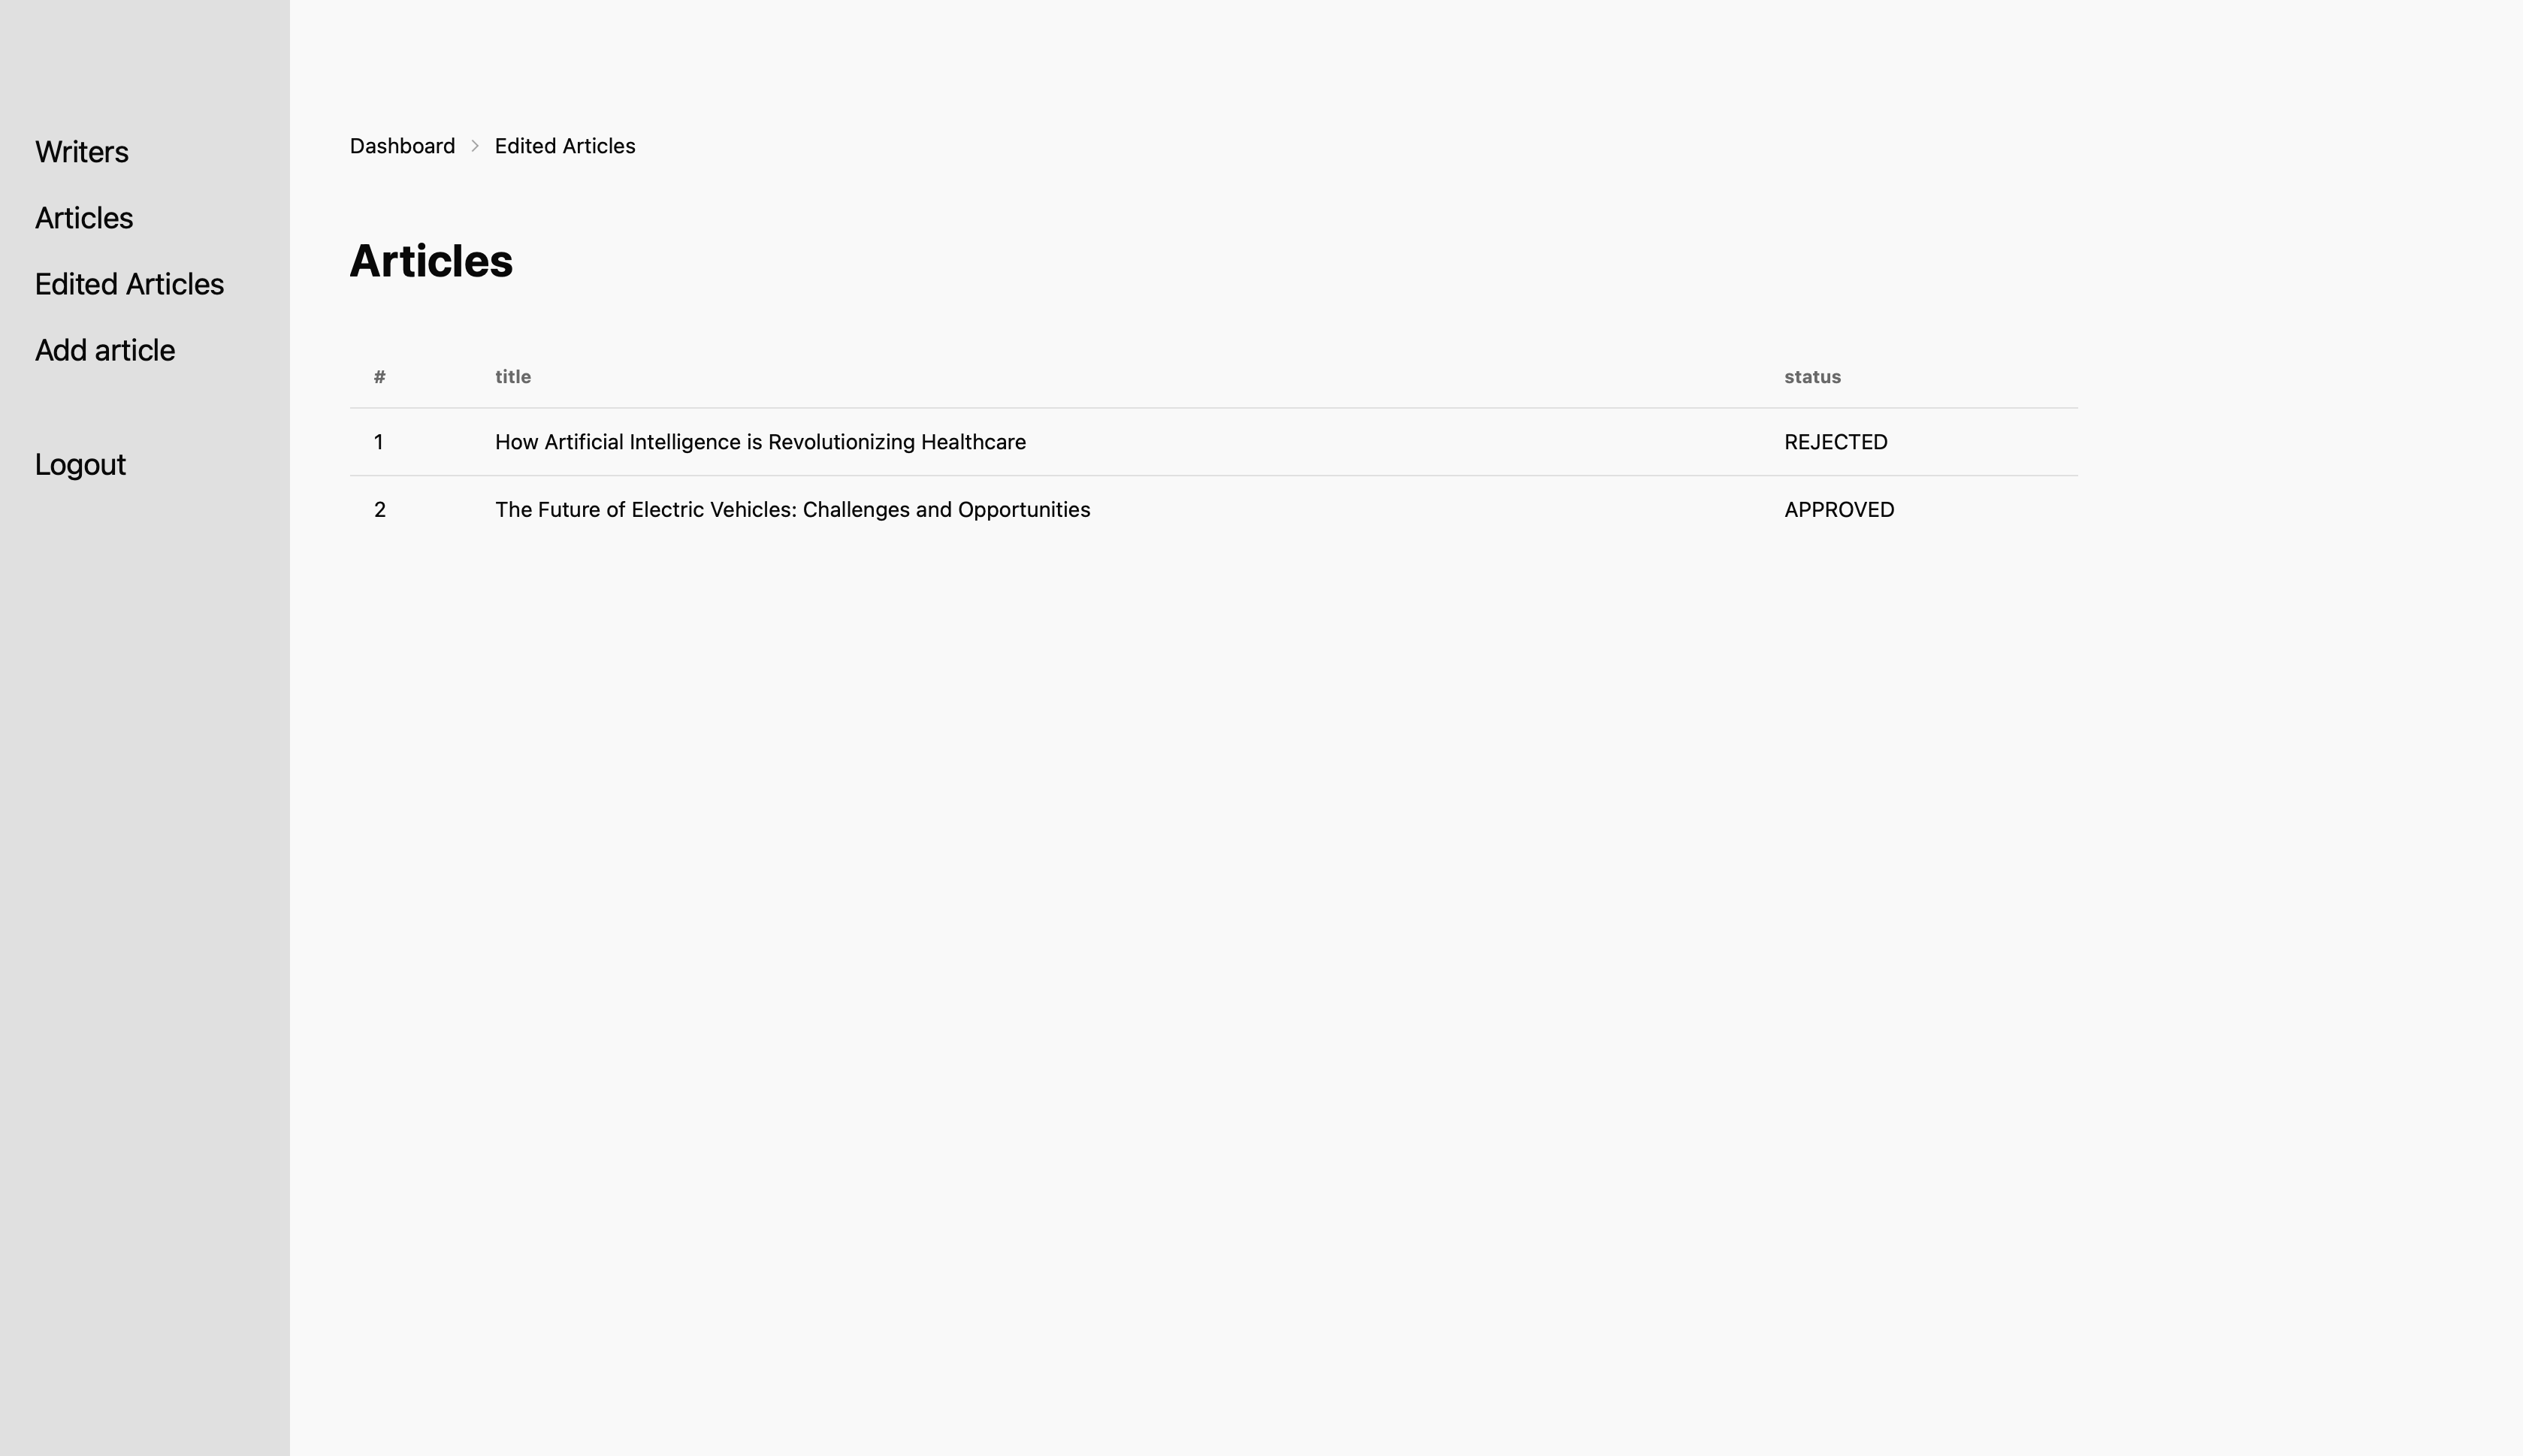 Writers
Articles
Edited Articles
Add article
Logout
Dashboard > Edited Articles
Articles
# title status
1 How Artificial Intelligence is Revolutionizing Healthcare REJECTED
2 The Future of Electric Vehicles: Challenges and Opportunities APPROVED